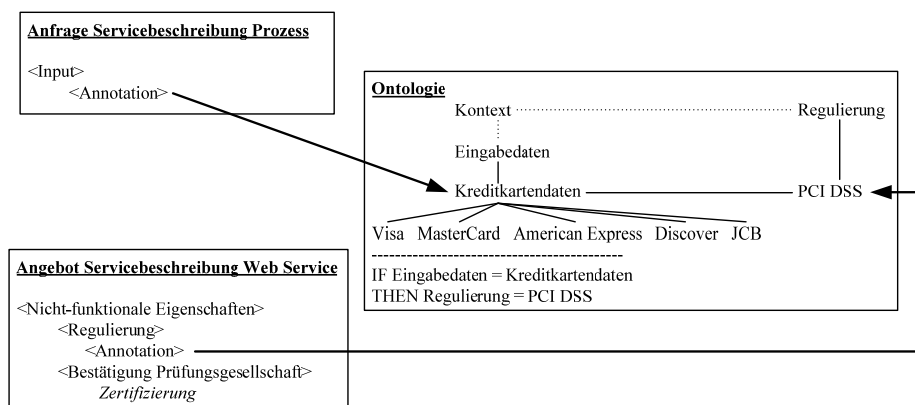 Anfrage Servicebeschreibung Prozess
<Input>
<Annotation>
Ontologie
Kontext Regulierung
Eingabedaten
Kreditkartendaten PCI DSS
Visa MasterCard American Express Discover JCB
----------------------------------------
IF Eingabedaten = Kreditkartendaten
THEN Regulierung = PCI DSS
Angebot Servicebeschreibung Web Service
<Nicht-funktionale Eigenschaften>
<Regulierung>
<Annotation>
<Bestätigung Prüfungsgesellschaft>
Zertifizierung